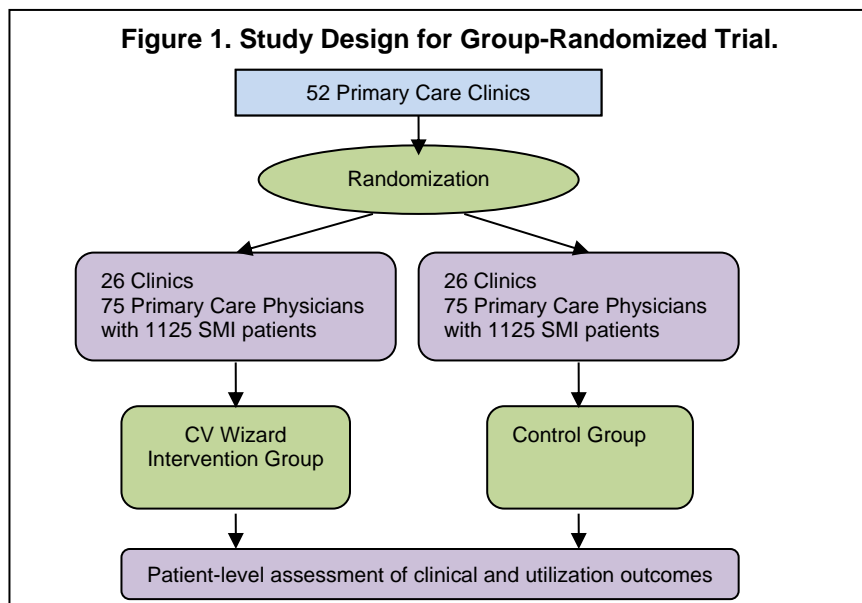 Figure 1. Study Design for Group-Randomized Trial.
52 Primary Care Clinics
Randomization
26 Clinics
75 Primary Care Physicians
with 1125 SMI patients
26 Clinics
75 Primary Care Physicians
with 1125 SMI patients
CV Wizard
Intervention Group
Control Group
Patient-level assessment of clinical and utilization outcomes